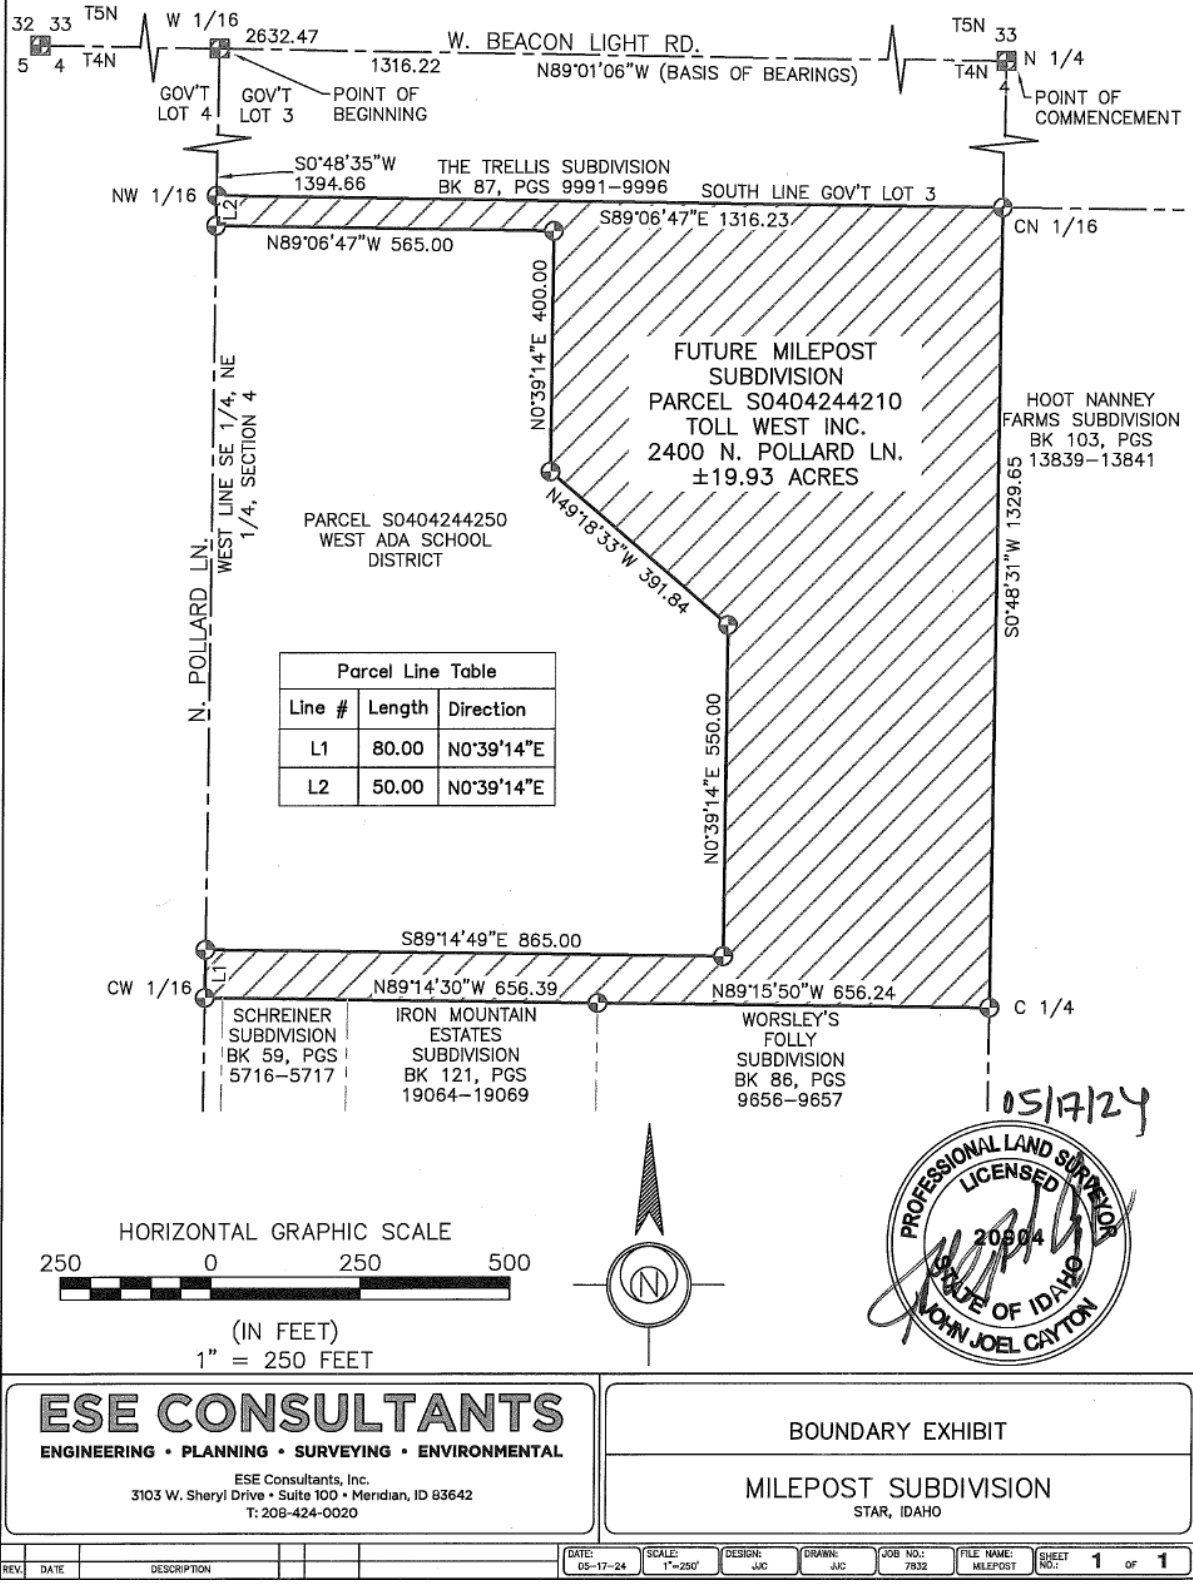 32 33 T5N
5 4 T4N
W 1/16
2632.47
1316.22
W. BEACON LIGHT RD.
N89°01'06"W (BASIS OF BEARINGS)
T5N 33
T4N 4
N 1/4
POINT OF
COMMENCEMENT
GOV'T
LOT 4
GOV'T
LOT 3
POINT OF
BEGINNING
S0°48'35"W
1394.66
THE TRELLIS SUBDIVISION
BK 87, PGS 9991-9996
SOUTH LINE GOV'T LOT 3
NW 1/16
L2
S89°06'47"E 1316.23
CN 1/16
N89°06'47"W 565.00
N0°39'14"E 400.00
FUTURE MILEPOST
SUBDIVISION
PARCEL S0404244210
TOLL WEST INC.
2400 N. POLLARD LN.
±19.93 ACRES
HOOT NANNEY
FARMS SUBDIVISION
BK 103, PGS
13839-13841
S0°48'31"W 1329.65
WEST LINE SE 1/4, NE
1/4, SECTION 4
N. POLLARD LN.
PARCEL S0404244250
WEST ADA SCHOOL
DISTRICT
N49°18'33"W 391.84
Parcel Line Table
Line # Length Direction
L1 80.00 N0°39'14"E
L2 50.00 N0°39'14"E
N0°39'14"E 550.00
S89°14'49"E 865.00
L1
CW 1/16
N89°14'30"W 656.39
N89°15'50"W 656.24
C 1/4
SCHREINER
SUBDIVISION
BK 59, PGS
5716-5717
IRON MOUNTAIN
ESTATES
SUBDIVISION
BK 121, PGS
19064-19069
WORSLEY'S
FOLLY
SUBDIVISION
BK 86, PGS
9656-9657
05/17/24
PROFESSIONAL LAND SURVEYOR
LICENSED
20904
STATE OF IDAHO
JOHN JOEL CAYTON
HORIZONTAL GRAPHIC SCALE
250 0 250 500
(IN FEET)
1" = 250 FEET
N
ESE CONSULTANTS
ENGINEERING • PLANNING • SURVEYING • ENVIRONMENTAL
ESE Consultants, Inc.
3103 W. Sheryl Drive • Suite 100 • Meridian, ID 83642
T: 208-424-0020
BOUNDARY EXHIBIT
MILEPOST SUBDIVISION
STAR, IDAHO
REV. DATE DESCRIPTION
DATE: 05-17-24
SCALE: 1"=250'
DESIGN: JJC
DRAWN: JJC
JOB NO.: 7832
FILE NAME: MILEPOST
SHEET NO.: 1 OF 1